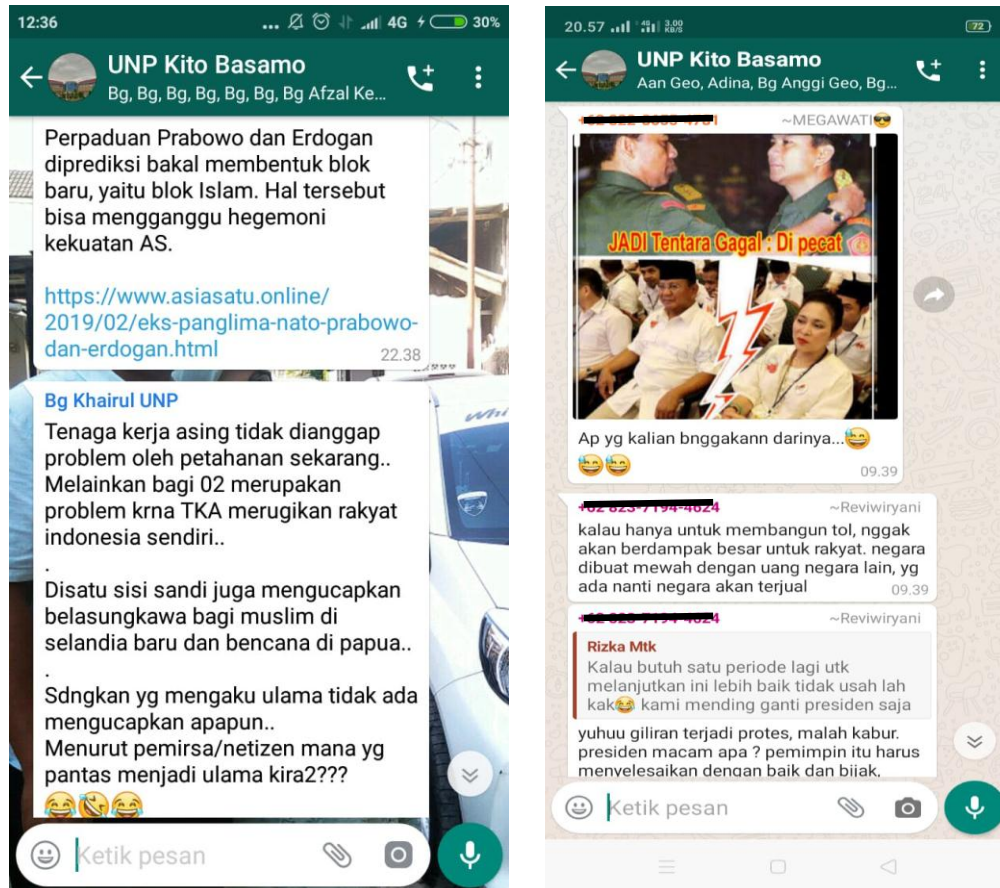 12:36
... 4G 30%
UNP Kito Basamo
Bg, Bg, Bg, Bg, Bg, Bg, Bg Afzal Ke...
Perpaduan Prabowo dan Erdogan
diprediksi bakal membentuk blok
baru, yaitu blok Islam. Hal tersebut
bisa mengganggu hegemoni
kekuatan AS.
https://www.asiasatu.online/
2019/02/eks-panglima-nato-prabowo-
dan-erdogan.html
22.38
Bg Khairul UNP
Tenaga kerja asing tidak dianggap
problem oleh petahanan sekarang..
Melainkan bagi 02 merupakan
problem krna TKA merugikan rakyat
indonesia sendiri..
.
Disatu sisi sandi juga mengucapkan
belasungkawa bagi muslim di
selandia baru dan bencana di papua..
.
Sdngkan yg mengaku ulama tidak ada
mengucapkan apapun..
Menurut pemirsa/netizen mana yg
pantas menjadi ulama kira2???
😂🤣😂
Ketik pesan
20.57 4G 3.00 KB/S 72
UNP Kito Basamo
Aan Geo, Adina, Bg Anggi Geo, Bg...
~MEGAWATI😎
JADI Tentara Gagal : Di pecat
Ap yg kalian bnggakann darinya...😅
😅😅
09.39
~Reviwiryani
kalau hanya untuk membangun tol, nggak
akan berdampak besar untuk rakyat. negara
dibuat mewah dengan uang negara lain, yg
ada nanti negara akan terjual
09.39
~Reviwiryani
Rizka Mtk
Kalau butuh satu periode lagi utk
melanjutkan ini lebih baik tidak usah lah
kak😂 kami mending ganti presiden saja
yuhuu giliran terjadi protes, malah kabur.
presiden macam apa ? pemimpin itu harus
menyelesaikan dengan baik dan bijak,
Ketik pesan